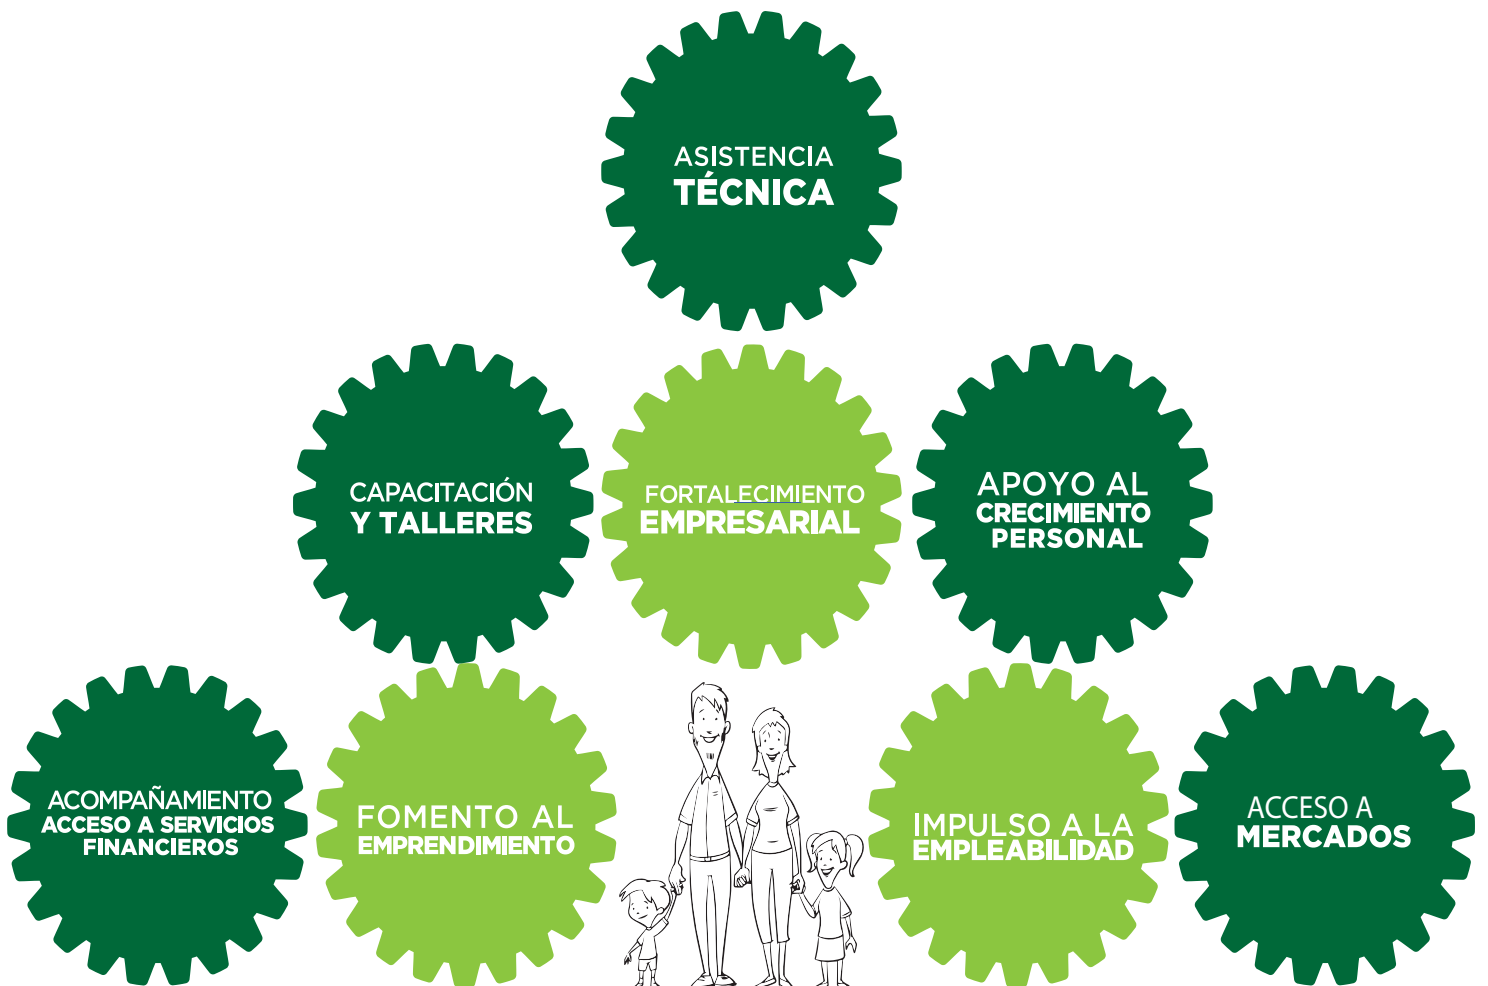 ASISTENCIA
TÉCNICA
CAPACITACIÓN
Y TALLERES
FORTALECIMIENTO
EMPRESARIAL
APOYO AL
CRECIMIENTO
PERSONAL
ACOMPAÑAMIENTO
ACCESO A SERVICIOS
FINANCIEROS
FOMENTO AL
EMPRENDIMIENTO
IMPULSO A LA
EMPLEABILIDAD
ACCESO A
MERCADOS